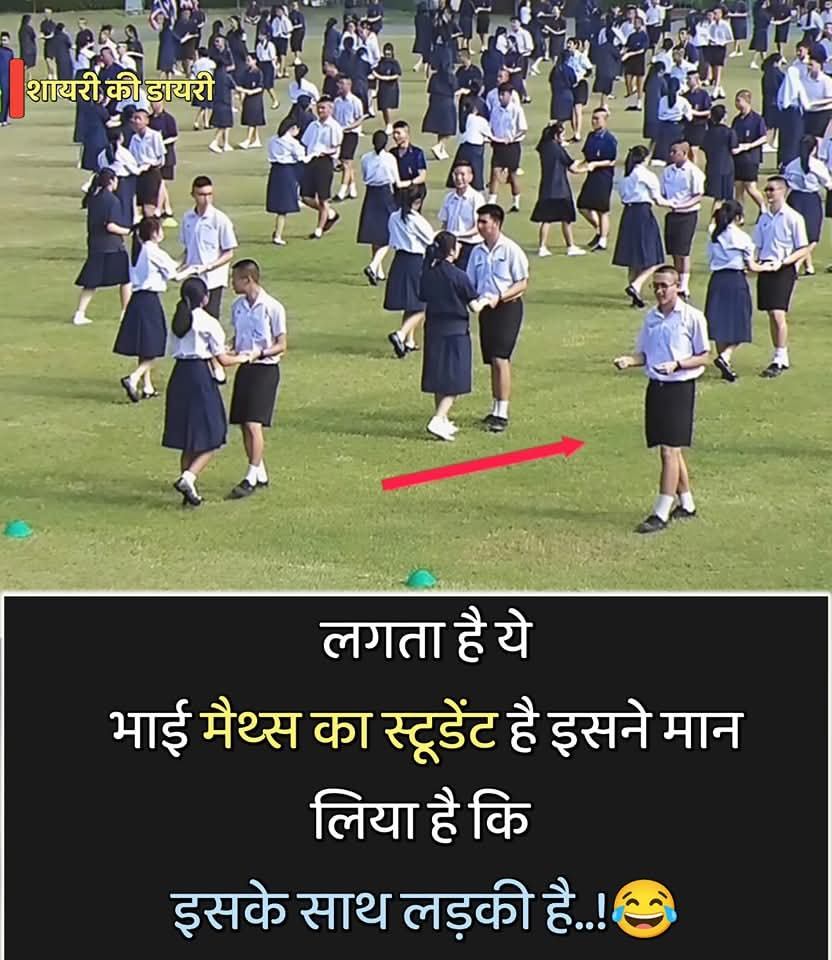 शायरी की डायरी
लगता है ये
भाई मैथ्स का स्टूडेंट है इसने मान
लिया है कि
इसके साथ लड़की है..!😂